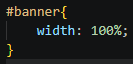 #banner{
    width: 100%;
}